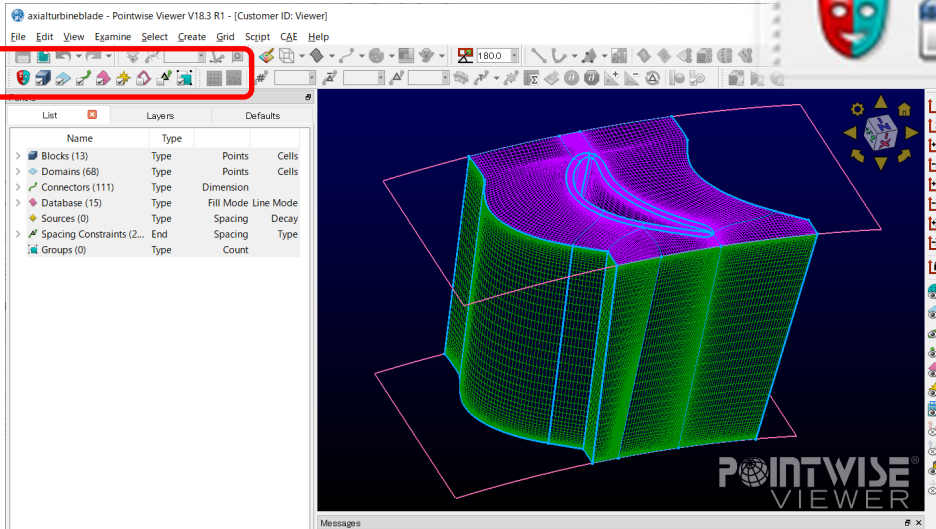 axialturbineblade - Pointwise Viewer V18.3 R1 - [Customer ID: Viewer]
File Edit View Examine Select Create Grid Script CAE Help
180.0
List Layers Defaults
Name Type
Blocks (13) Type Points Cells
Domains (68) Type Points Cells
Connectors (111) Type Dimension
Database (15) Type Fill Mode Line Mode
Sources (0) Type Spacing Decay
Spacing Constraints (2... End Spacing Type
Groups (0) Type Count
POINTWISE®
VIEWER
Messages